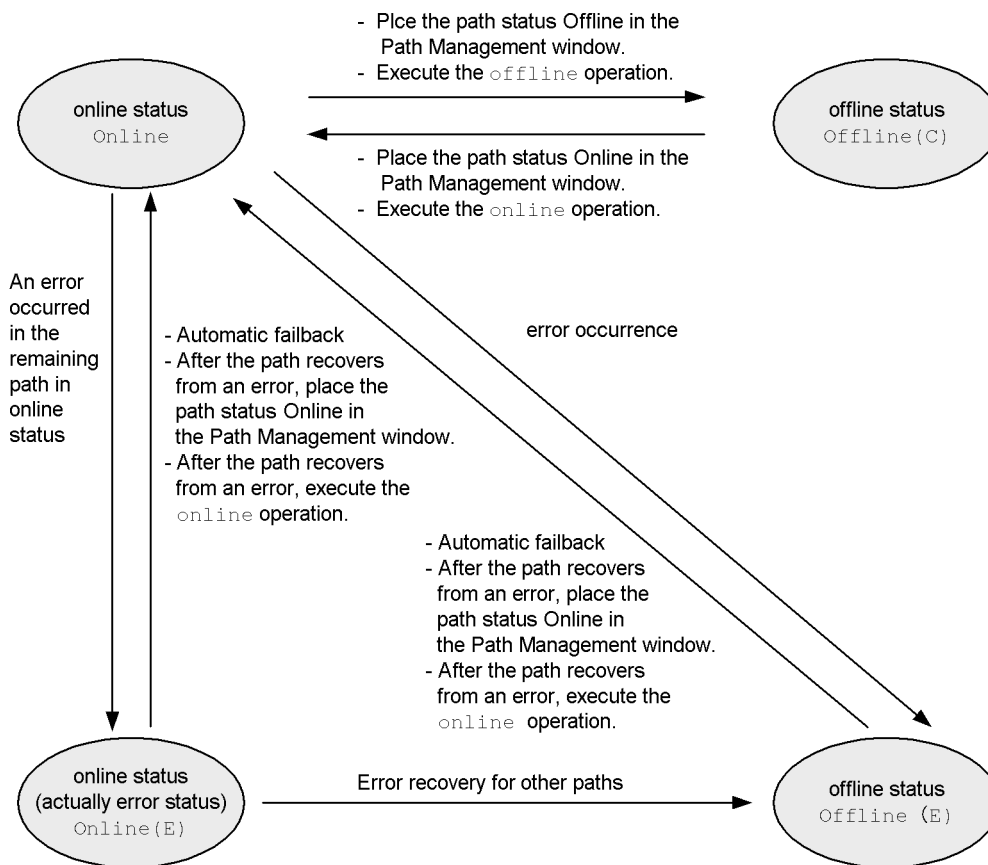 - Plce the path status Offline in the
Path Management window.
- Execute the offline operation.
online status
Online
offline status
Offline(C)
- Place the path status Online in the
Path Management window.
- Execute the online operation.
An error
occurred
in the
remaining
path in
online
status
- Automatic failback
- After the path recovers
from an error, place the
path status Online in
the Path Management window.
- After the path recovers
from an error, execute the
online operation.
error occurrence
- Automatic failback
- After the path recovers
from an error, place the
path status Online in
the Path Management window.
- After the path recovers
from an error, execute the
online operation.
online status
(actually error status)
Online(E)
Error recovery for other paths
offline status
Offline (E)